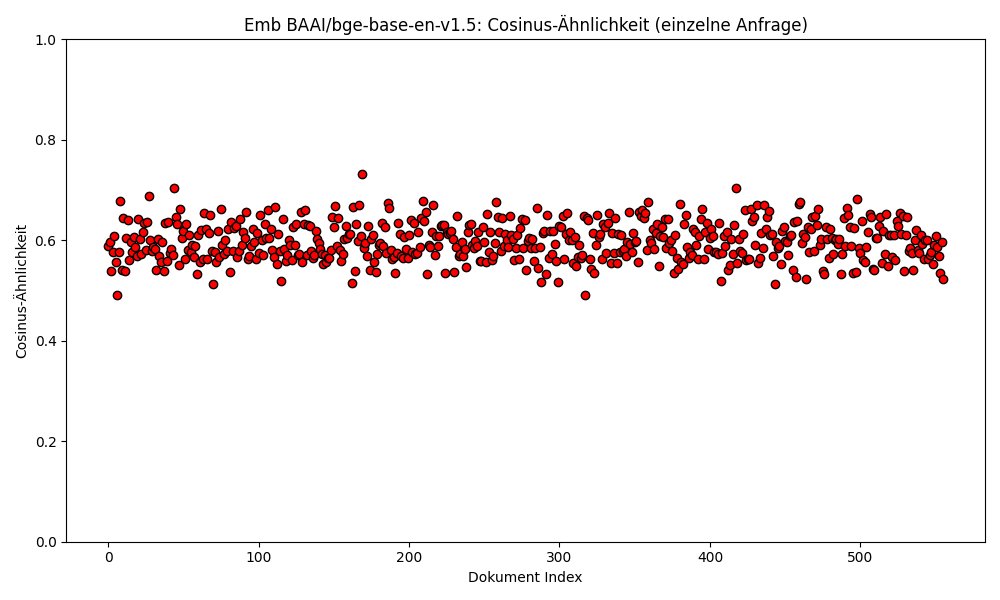 Emb BAAI/bge-base-en-v1.5: Cosinus-Ähnlichkeit (einzelne Anfrage)
Cosinus-Ähnlichkeit
1.0
0.8
0.6
0.4
0.2
0.0
0 100 200 300 400 500
Dokument Index